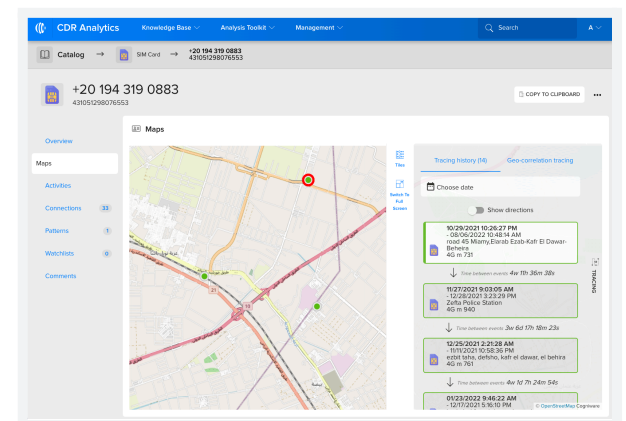 CDR Analytics
Knowledge Base
Analysis Toolkit
Management
Search
A
Catalog
SIM Card
+20 194 319 0883
431051298076553
+20 194 319 0883
431051298076553
COPY TO CLIPBOARD
Overview
Maps
Activities
Connections 33
Patterns 1
Watchlists 0
Comments
Maps
21
18
Tiles
Switch To
Full
Screen
Tracing history (14)
Geo-correlation tracing
Choose date
Show directions
10/29/2021 10:26:27 PM
- 08/06/2022 10:48:14 AM
road 45 Miamy,Elarab Ezab-Kafr El Dawar-
Beheira
4G m 731
Time between events 4w 11h 36m 38s
11/27/2021 9:03:05 AM
- 12/28/2021 3:23:29 PM
Zefta Police Station
4G m 940
Time between events 3w 6d 17h 18m 23s
12/25/2021 2:21:28 AM
- 11/11/2021 10:58:36 PM
ezbit taha, defsho, kafr el dawar, el behira
4G m 761
Time between events 4w 1d 7h 24m 54s
01/23/2022 9:46:22 AM
- 12/17/2021 5:16:10 PM
TRACING
© OpenStreetMap Cogniware